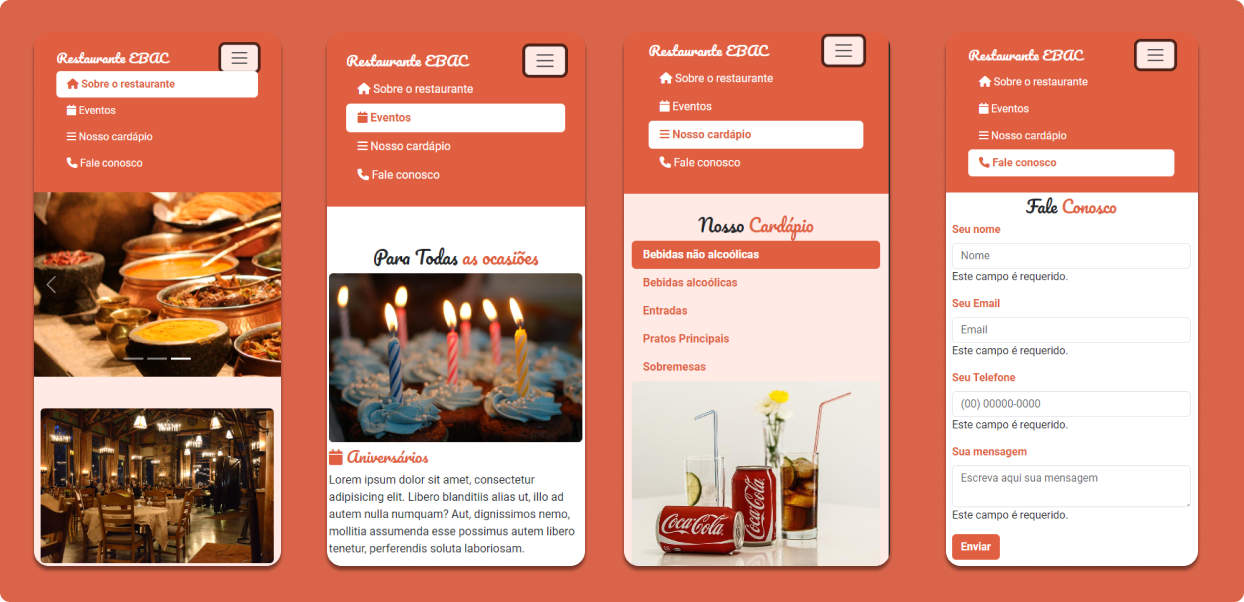 Restaurante EBAC
Sobre o restaurante
Eventos
Nosso cardápio
Fale conosco
Restaurante EBAC
Sobre o restaurante
Eventos
Nosso cardápio
Fale conosco
Para Todas as ocasiões
Aniversários
Lorem ipsum dolor sit amet, consectetur
adipisicing elit. Libero blanditiis alias ut, illo ad
autem nulla numquam? Aut, dignissimos nemo,
mollitia assumenda esse possimus autem libero
tenetur, perferendis soluta laboriosam.
Restaurante EBAC
Sobre o restaurante
Eventos
Nosso cardápio
Fale conosco
Nosso Cardápio
Bebidas não alcoólicas
Bebidas alcoólicas
Entradas
Pratos Principais
Sobremesas
Coca-Cola
Coca-Cola
Restaurante EBAC
Sobre o restaurante
Eventos
Nosso cardápio
Fale conosco
Fale Conosco
Seu nome
Nome
Este campo é requerido.
Seu Email
Email
Este campo é requerido.
Seu Telefone
(00) 00000-0000
Este campo é requerido.
Sua mensagem
Escreva aqui sua mensagem
Este campo é requerido.
Enviar